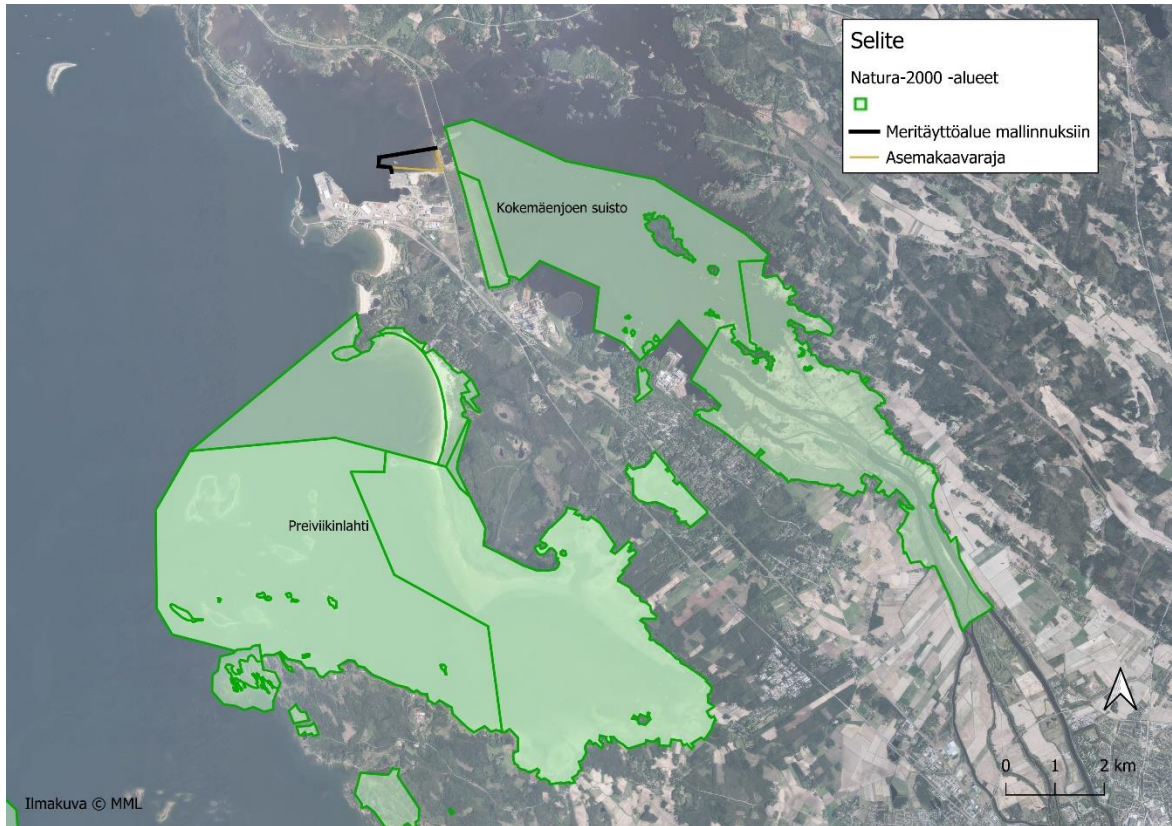 Selite
Natura-2000 -alueet
Meritäyttöalue mallinnuksiin
Asemakaavaraja
Kokemäenjoen suisto
Preiviikinlahti
0 1 2 km
Ilmakuva © MML